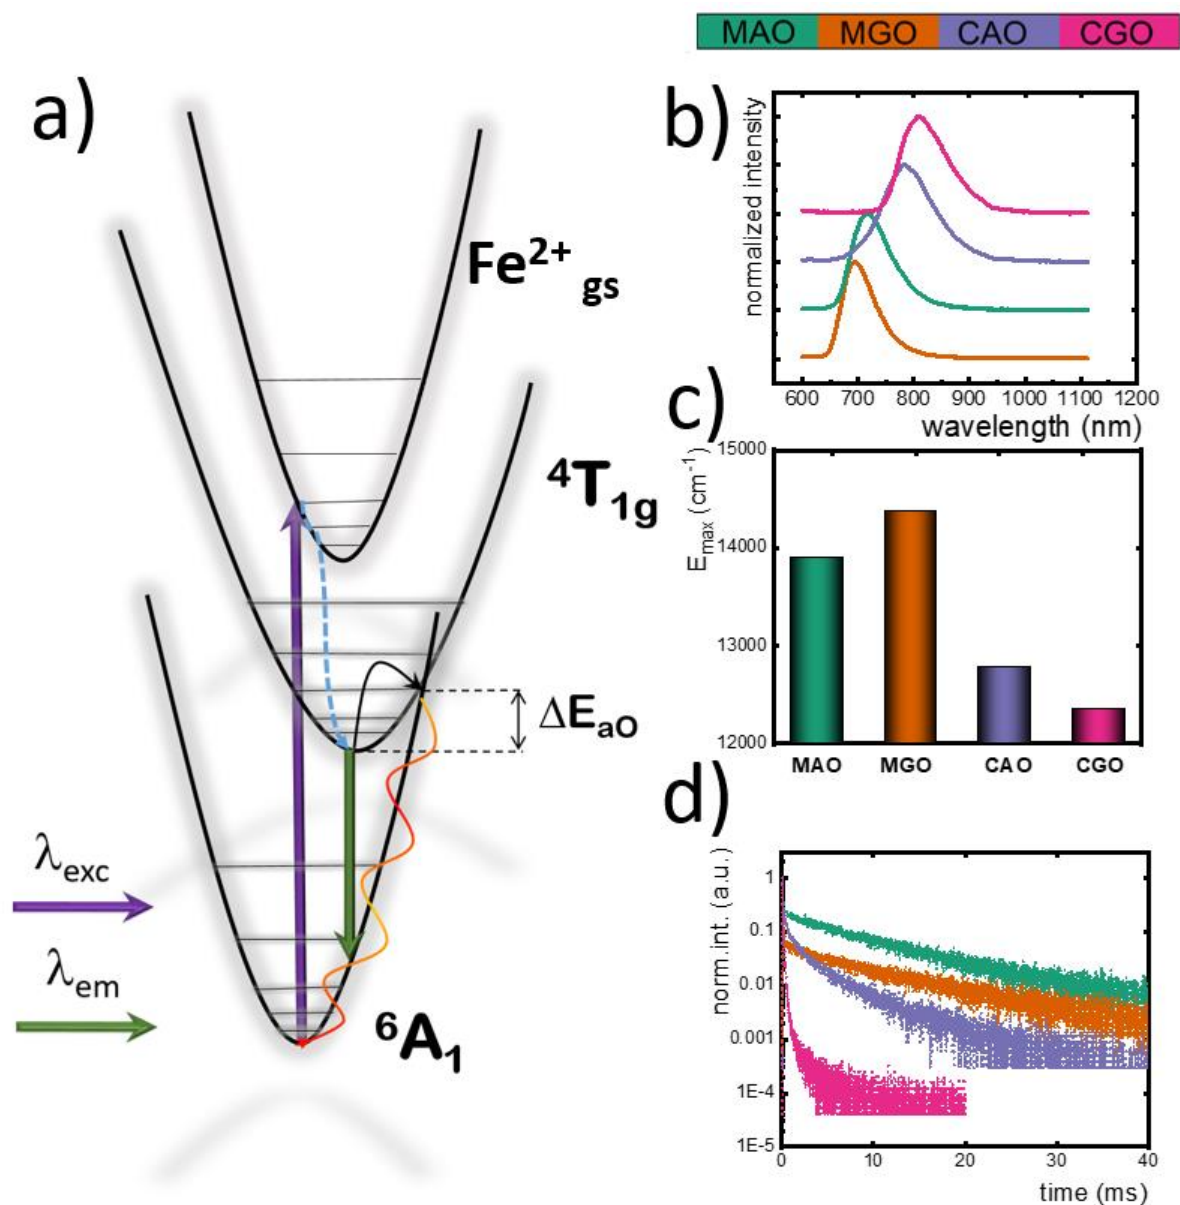 MAO MGO CAO CGO
a)
Fe²⁺ gs
⁴T₁g
ΔEaO
λexc
λem
⁶A₁
b)
normalized intensity
600 700 800 900 1000 1100 1200
wavelength (nm)
c)
Emax (cm⁻¹)
15000
14000
13000
12000
MAO MGO CAO CGO
d)
norm.int. (a.u.)
1
0.1
0.01
0.001
1E-4
1E-5
0 10 20 30 40
time (ms)